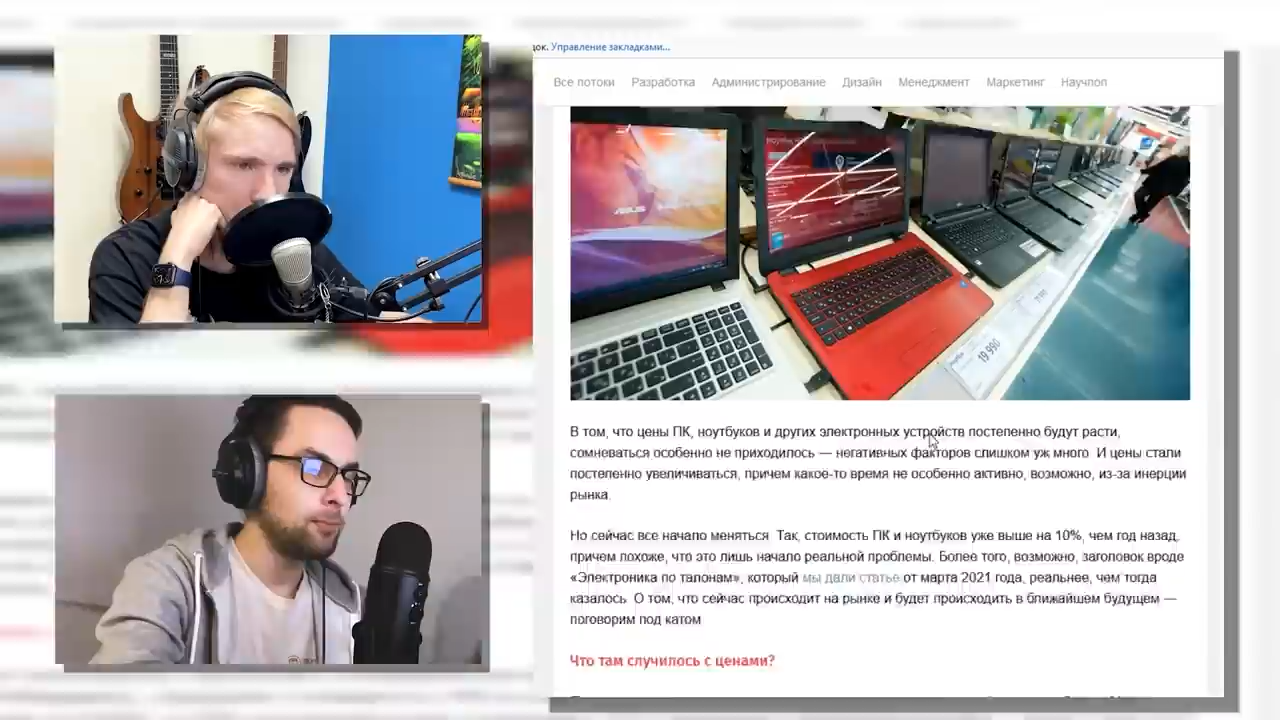 док. Управление закладками...
Все потоки Разработка Администрирование Дизайн Менеджмент Маркетинг Научпоп
ASUS
19 990
В том, что цены ПК, ноутбуков и других электронных устройств постепенно будут расти,
сомневаться особенно не приходилось — негативных факторов слишком уж много. И цены стали
постепенно увеличиваться, причем какое-то время не особенно активно, возможно, из-за инерции
рынка.
Но сейчас все начало меняться. Так, стоимость ПК и ноутбуков уже выше на 10%, чем год назад,
причем похоже, что это лишь начало реальной проблемы. Более того, возможно, заголовок вроде
«Электроника по талонам», который мы дали статье от марта 2021 года, реальнее, чем тогда
казалось. О том, что сейчас происходит на рынке и будет происходить в ближайшем будущем —
поговорим под катом
Что там случилось с ценами?